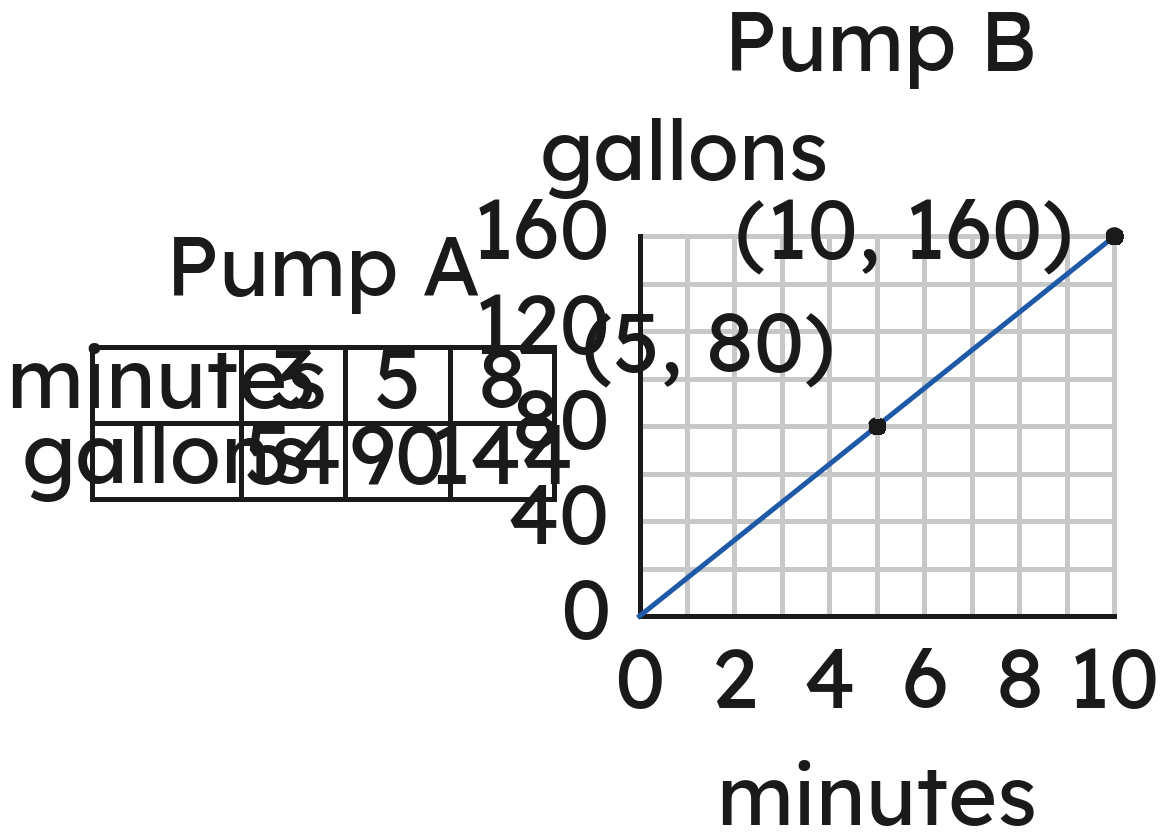 Pump A
minutes 3 5 8
gallons 54 90 144
Pump B
gallons
160
120
80
40
0
(10, 160)
(5, 80)
0 2 4 6 8 10
minutes